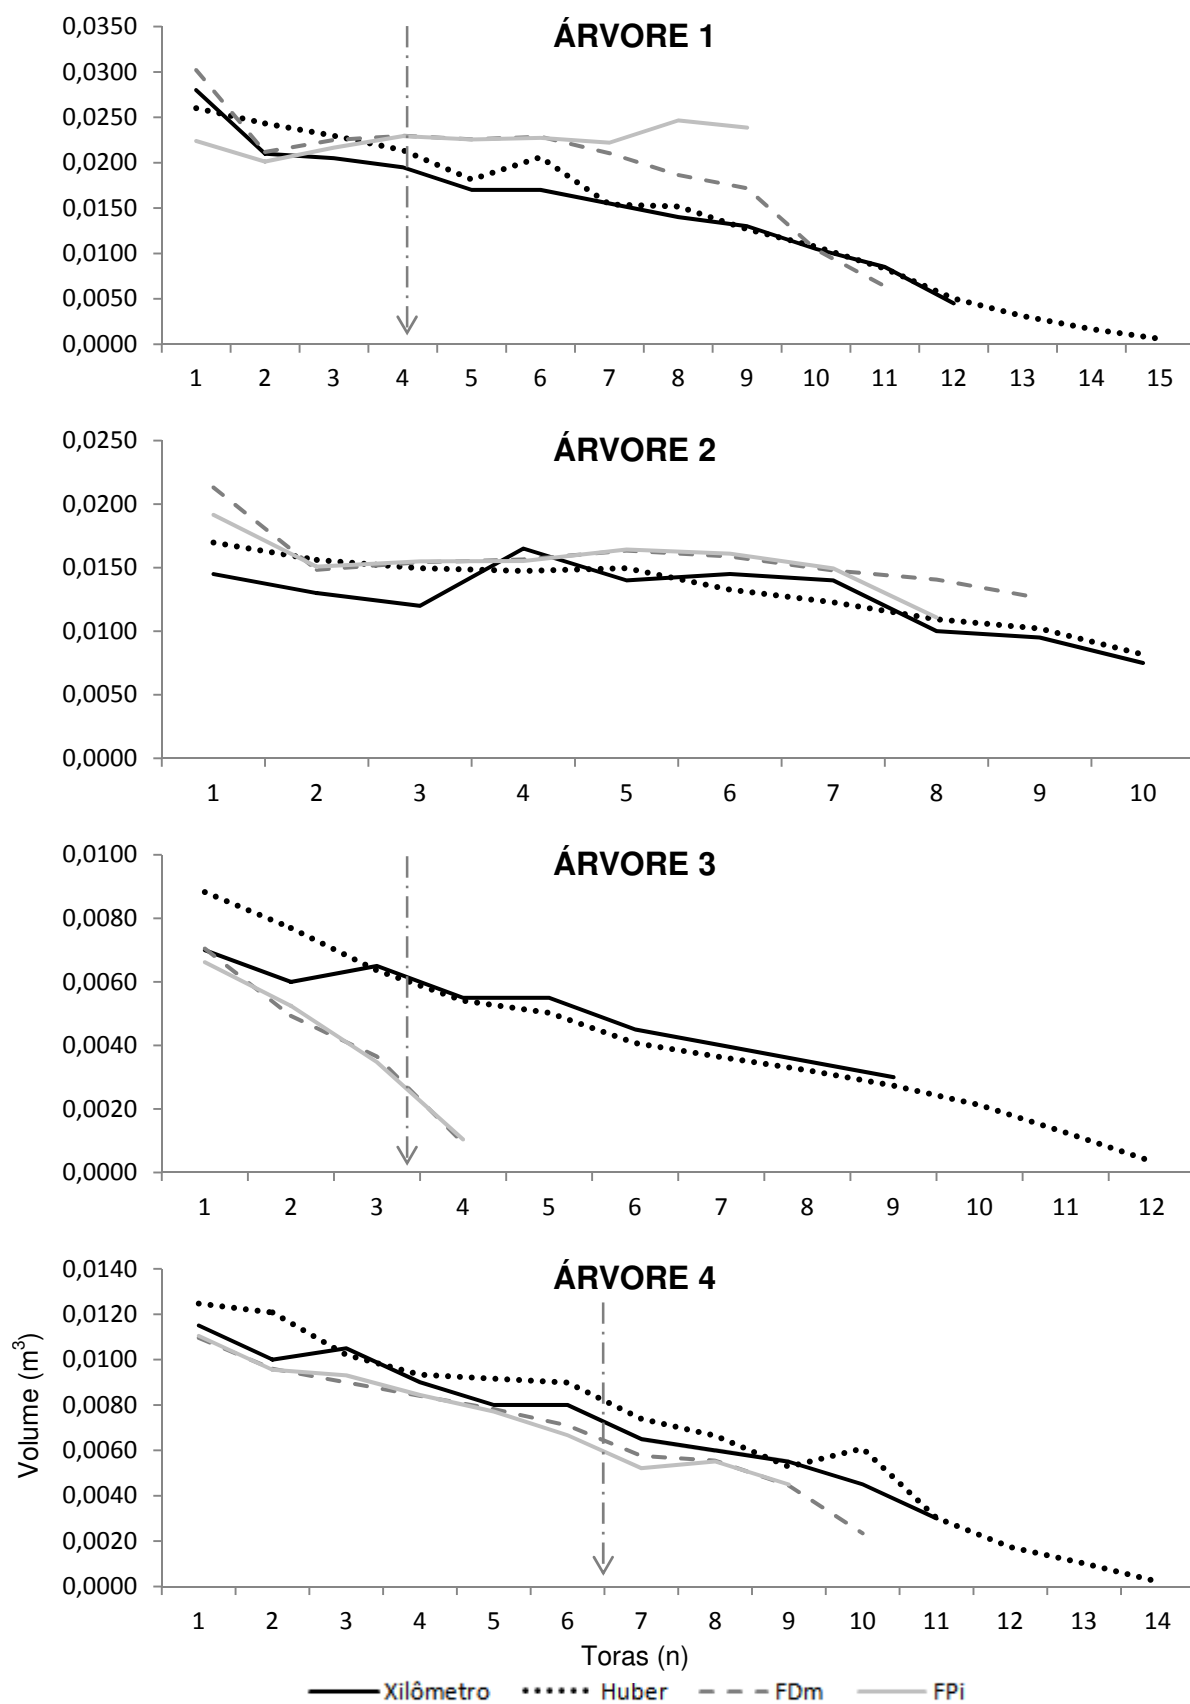 ÁRVORE 1
0,0350
0,0300
0,0250
0,0200
0,0150
0,0100
0,0050
0,0000
1 2 3 4 5 6 7 8 9 10 11 12 13 14 15
ÁRVORE 2
0,0250
0,0200
0,0150
0,0100
0,0050
0,0000
1 2 3 4 5 6 7 8 9 10
ÁRVORE 3
0,0100
0,0080
0,0060
0,0040
0,0020
0,0000
1 2 3 4 5 6 7 8 9 10 11 12
ÁRVORE 4
0,0140
0,0120
0,0100
0,0080
0,0060
0,0040
0,0020
0,0000
Volume (m³)
1 2 3 4 5 6 7 8 9 10 11 12 13 14
Toras (n)
Xilômetro Huber FDm FPi